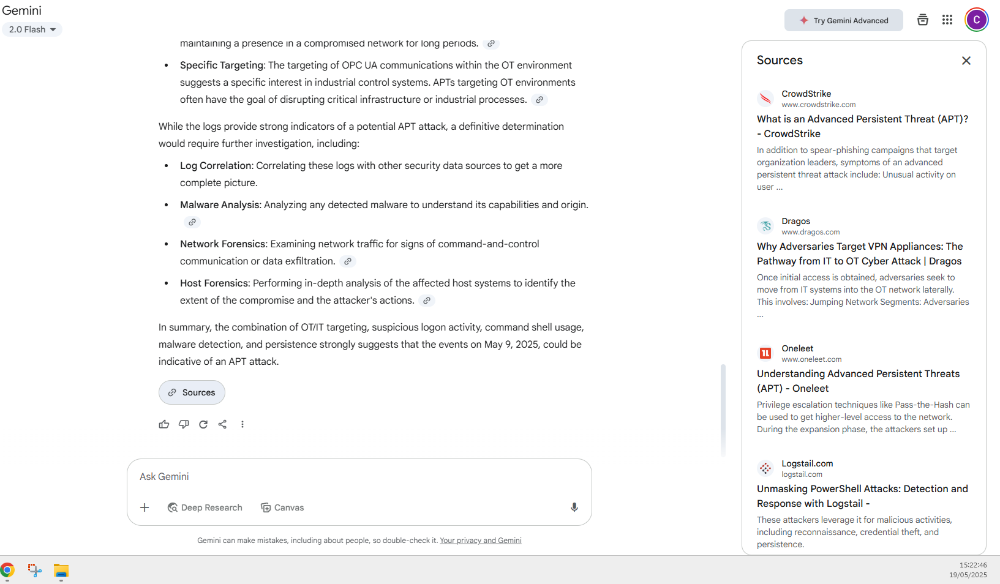 Gemini
2.0 Flash
Try Gemini Advanced
C
maintaining a presence in a compromised network for long periods.
• Specific Targeting: The targeting of OPC UA communications within the OT environment
suggests a specific interest in industrial control systems. APTs targeting OT environments
often have the goal of disrupting critical infrastructure or industrial processes.
While the logs provide strong indicators of a potential APT attack, a definitive determination
would require further investigation, including:
• Log Correlation: Correlating these logs with other security data sources to get a more
complete picture.
• Malware Analysis: Analyzing any detected malware to understand its capabilities and origin.
• Network Forensics: Examining network traffic for signs of command-and-control
communication or data exfiltration.
• Host Forensics: Performing in-depth analysis of the affected host systems to identify the
extent of the compromise and the attacker's actions.
In summary, the combination of OT/IT targeting, suspicious logon activity, command shell usage,
malware detection, and persistence strongly suggests that the events on May 9, 2025, could be
indicative of an APT attack.
Sources
Ask Gemini
Deep Research
Canvas
Gemini can make mistakes, including about people, so double-check it. Your privacy and Gemini
Sources
CrowdStrike
www.crowdstrike.com
What is an Advanced Persistent Threat (APT)?
- CrowdStrike
In addition to spear-phishing campaigns that target
organization leaders, symptoms of an advanced
persistent threat attack include: Unusual activity on
user ...
Dragos
www.dragos.com
Why Adversaries Target VPN Appliances: The
Pathway from IT to OT Cyber Attack | Dragos
Once initial access is obtained, adversaries seek to
move from IT systems into the OT network laterally.
This involves: Jumping Network Segments: Adversaries
...
Oneleet
www.oneleet.com
Understanding Advanced Persistent Threats
(APT) - Oneleet
Privilege escalation techniques like Pass-the-Hash can
be used to get higher-level access to the network.
During the expansion phase, the attackers set up ...
Logstail.com
logstail.com
Unmasking PowerShell Attacks: Detection and
Response with Logstail -
These attackers leverage it for malicious activities,
including reconnaissance, credential theft, and
persistence.
15:22:46
19/05/2025